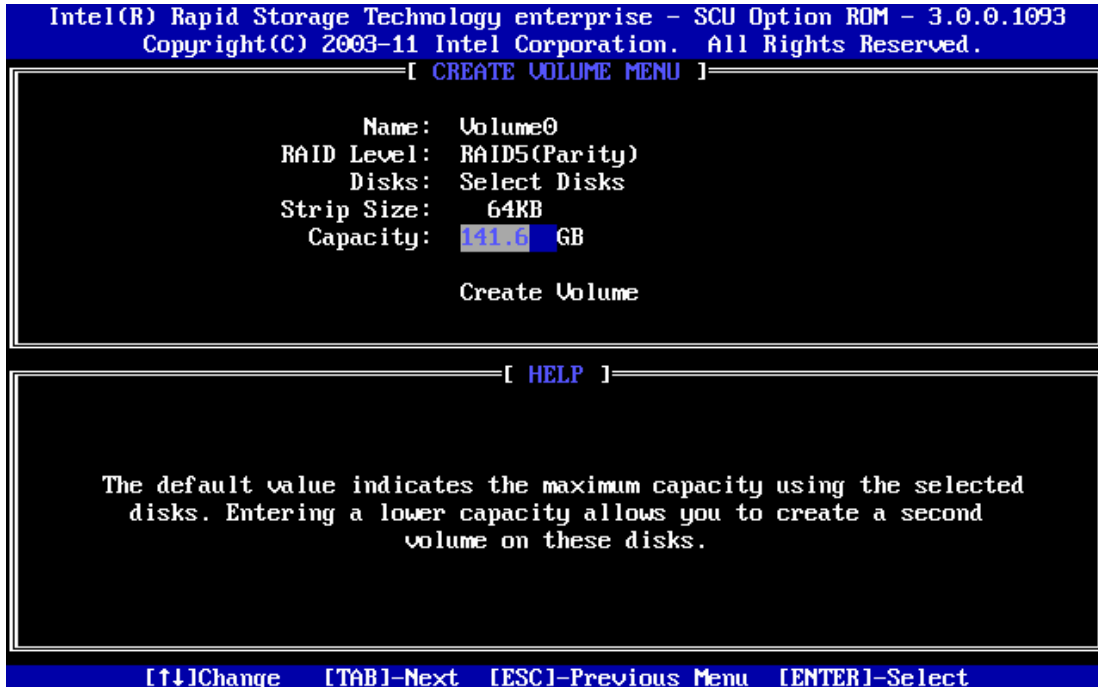 Intel(R) Rapid Storage Technology enterprise - SCU Option ROM - 3.0.0.1093
Copyright(C) 2003-11 Intel Corporation.  All Rights Reserved.
[ CREATE VOLUME MENU ]
Name: Volume0
RAID Level: RAID5(Parity)
Disks: Select Disks
Strip Size: 64KB
Capacity: 141.6 GB
Create Volume
[ HELP ]
The default value indicates the maximum capacity using the selected
disks. Entering a lower capacity allows you to create a second
volume on these disks.
[↑↓]Change [TAB]-Next [ESC]-Previous Menu [ENTER]-Select